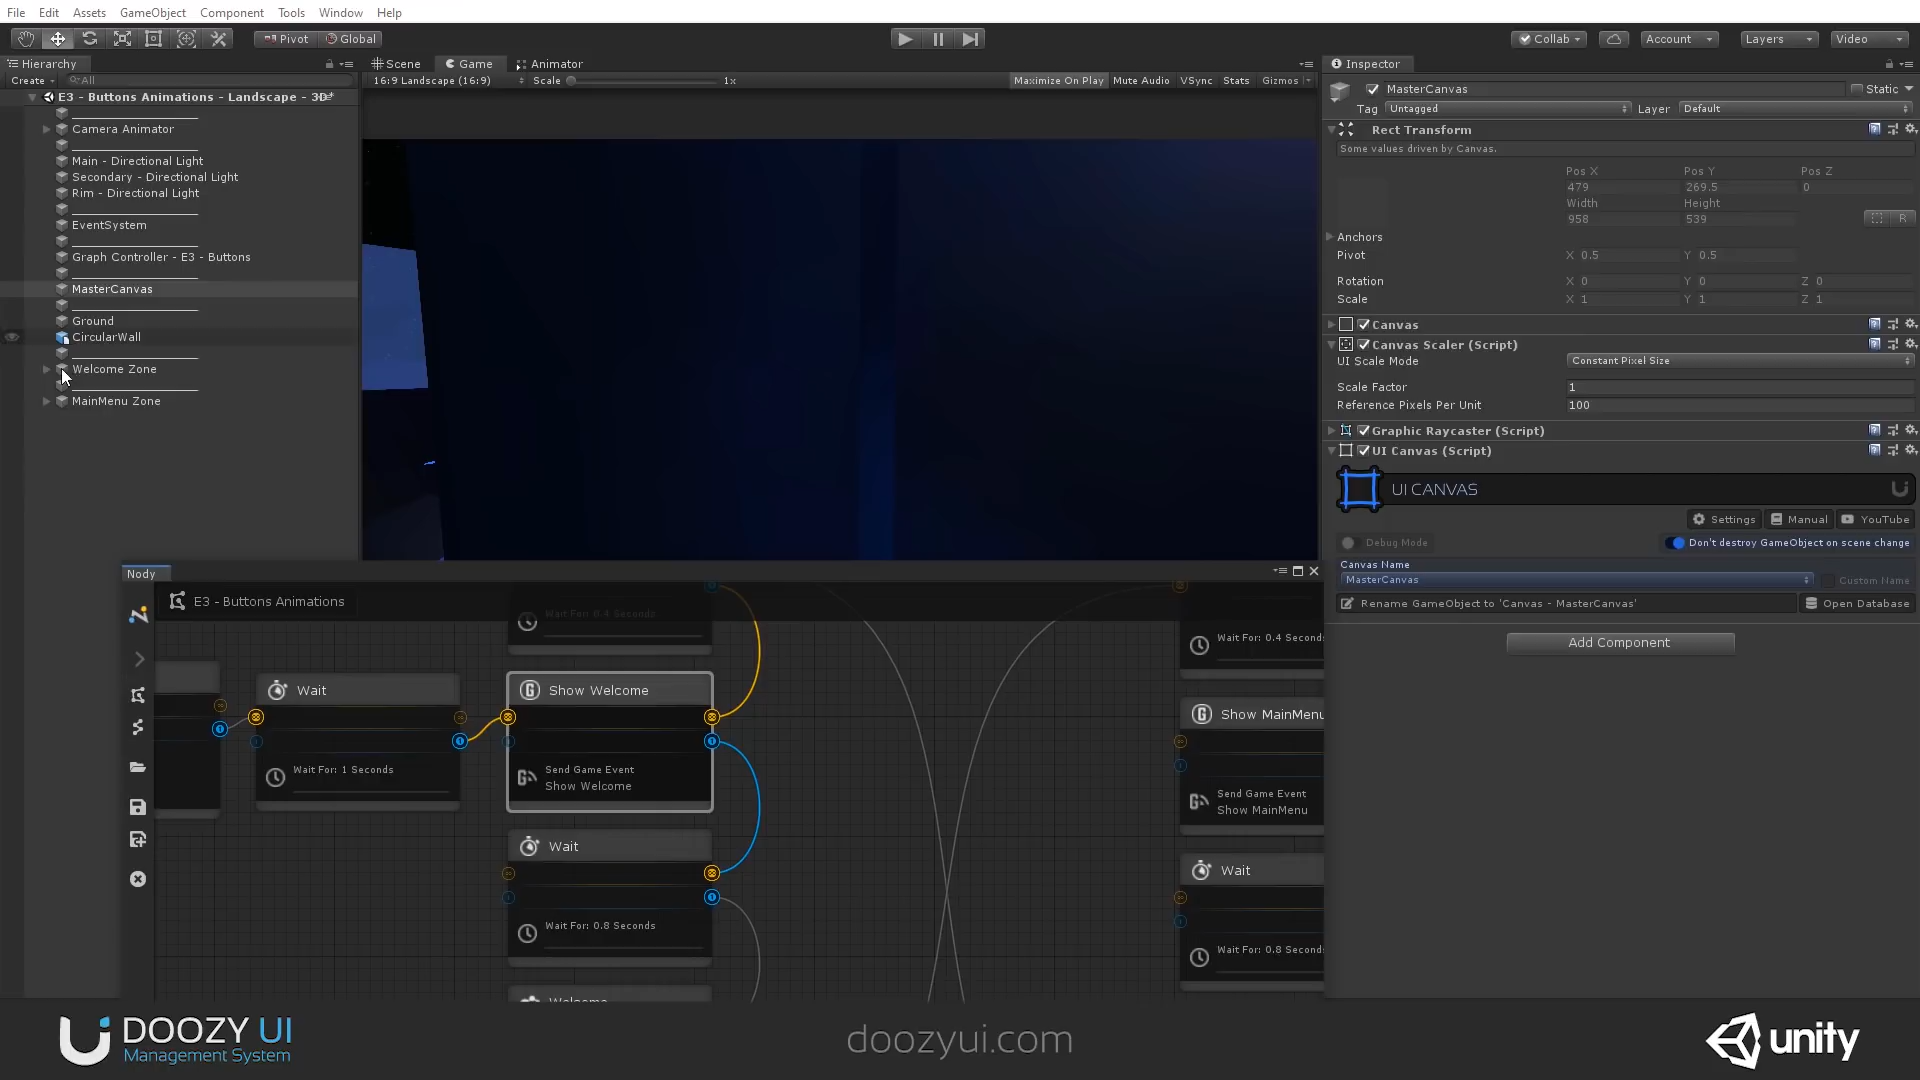 File Edit Assets GameObject Component Tools Window Help
Pivot Global Collab Account Layers Video
Hierarchy
Create All
E3 - Buttons Animations - Landscape - 3D*
Camera Animator
Main - Directional Light
Secondary - Directional Light
Rim - Directional Light
EventSystem
Graph Controller - E3 - Buttons
MasterCanvas
Ground
CircularWall
Welcome Zone
MainMenu Zone
Scene Game Animator
16:9 Landscape (16:9) Scale 1x Maximize On Play Mute Audio VSync Stats Gizmos
Inspector
MasterCanvas Static
Tag Untagged Layer Default
Rect Transform
Some values driven by Canvas.
Pos X Pos Y Pos Z
479 269.5 0
Width Height
958 539
R
Anchors
Pivot X 0.5 Y 0.5
Rotation X 0 Y 0 Z 0
Scale X 1 Y 1 Z 1
Canvas
Canvas Scaler (Script)
UI Scale Mode Constant Pixel Size
Scale Factor 1
Reference Pixels Per Unit 100
Graphic Raycaster (Script)
UI Canvas (Script)
UI CANVAS
Settings Manual YouTube
Debug Mode Don't destroy GameObject on scene change
Canvas Name
MasterCanvas Custom Name
Rename GameObject to 'Canvas - MasterCanvas' Open Database
Add Component
Nody
E3 - Buttons Animations
Wait For: 0.4 Seconds
Wait For: 0.4 Seconds
Wait
Wait For: 1 Seconds
Show Welcome
Send Game Event
Show Welcome
Show MainMenu
Send Game Event
Show MainMenu
Wait
Wait For: 0.8 Seconds
Wait
Wait For: 0.8 Seconds
Welcome
DOOZY UI
Management System
doozyui.com
unity